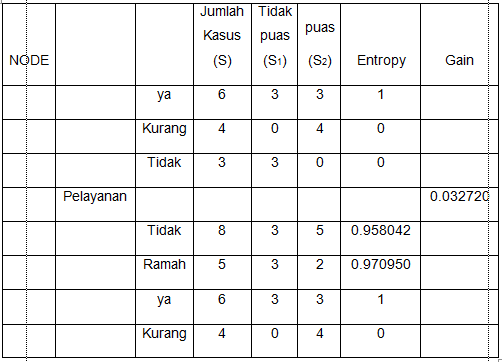 Jumlah Kasus (S) Tidak puas (S1) puas (S2)
NODE Entropy Gain
ya 6 3 3 1
Kurang 4 0 4 0
Tidak 3 3 0 0
Pelayanan 0.032720
Tidak 8 3 5 0.958042
Ramah 5 3 2 0.970950
ya 6 3 3 1
Kurang 4 0 4 0